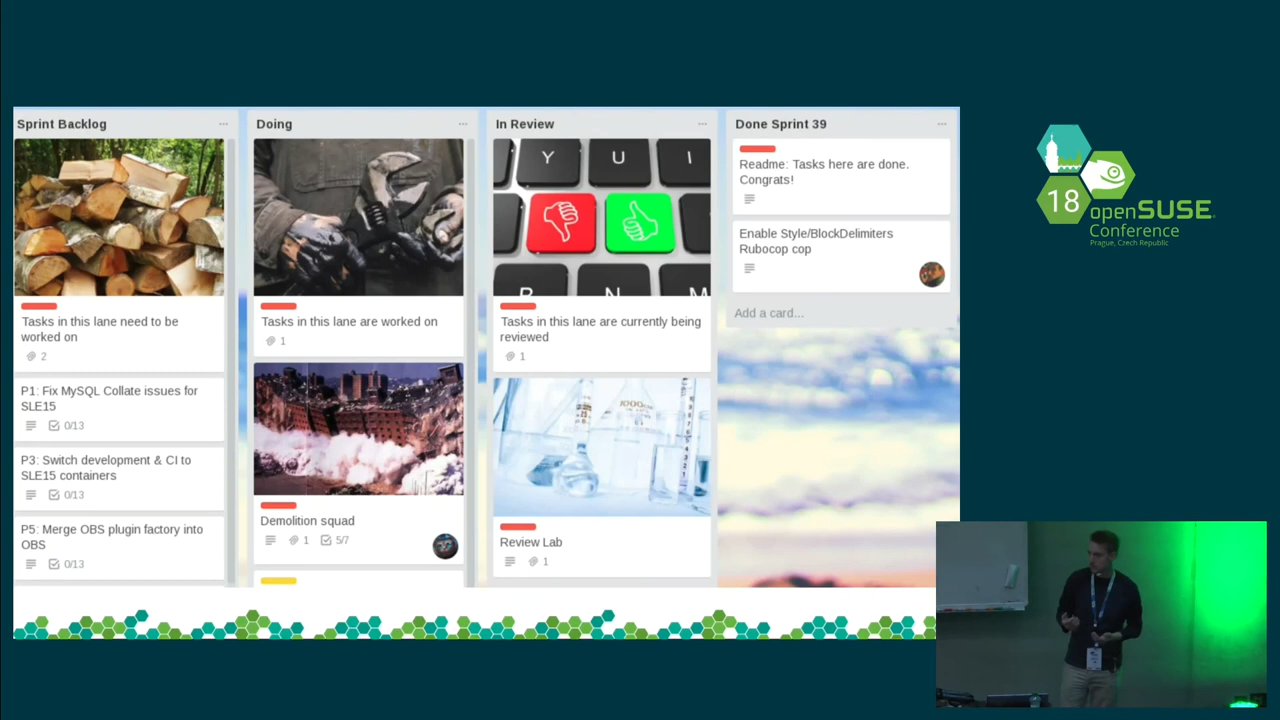 Sprint Backlog
Tasks in this lane need to be
worked on
2
P1: Fix MySQL Collate issues for
SLE15
0/13
P3: Switch development & CI to
SLE15 containers
0/13
P5: Merge OBS plugin factory into
OBS
0/13
Doing
Tasks in this lane are worked on
1
Demolition squad
1
5/7
In Review
Y U I
B N M
Tasks in this lane are currently being
reviewed
1
1000
Review Lab
1
Done Sprint 39
Readme: Tasks here are done.
Congrats!
Enable Style/BlockDelimiters
Rubocop cop
Add a card...
18
openSUSE
Conference
Prague, Czech Republic